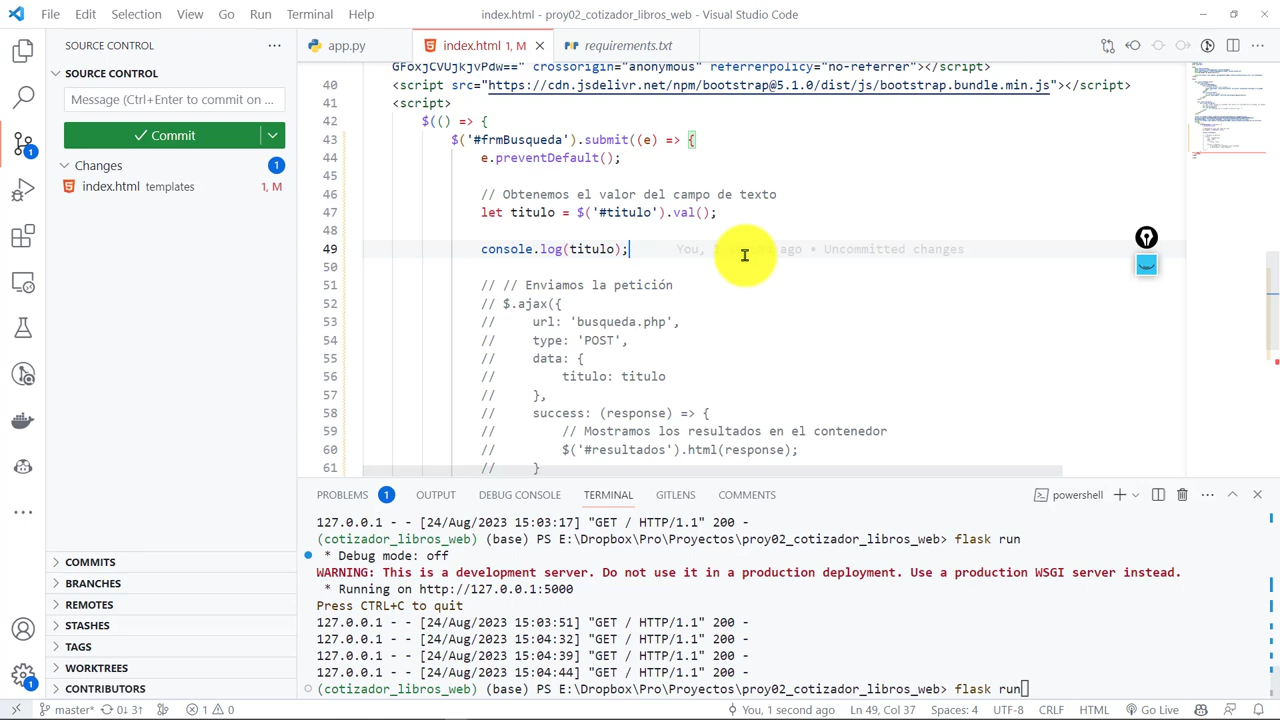 File Edit Selection View Go Run Terminal Help
index.html - proy02_cotizador_libros_web - Visual Studio Code
SOURCE CONTROL
SOURCE CONTROL
Message (Ctrl+Enter to commit on ...
Commit
Changes 1
index.html templates 1, M
COMMITS
BRANCHES
REMOTES
STASHES
TAGS
WORKTREES
CONTRIBUTORS
app.py index.html 1, M requirements.txt
GFoxjCVUjkjvPdw==" crossorigin="anonymous" referrerpolicy="no-referrer"></script>
40 <script src="https://cdn.jsdelivr.net/npm/bootstrap@5.1.0/dist/js/bootstrap.bundle.min.js"></script>
41 <script>
42 $(() => {
43 .submit((e) => {
44 e.preventDefault();
45
46 // Obtenemos el valor del campo de texto
47 let titulo = $('#titulo').val();
48
49 console.log(titulo); You, ago • Uncommitted changes
50
51 // // Enviamos la petición
52 // $.ajax({
53 // url: 'busqueda.php',
54 // type: 'POST',
55 // data: {
56 // titulo: titulo
57 // },
58 // success: (response) => {
59 // // Mostramos los resultados en el contenedor
60 // $('#resultados').html(response);
61 // }
PROBLEMS 1 OUTPUT DEBUG CONSOLE TERMINAL GITLENS COMMENTS powershell
127.0.0.1 - - [24/Aug/2023 15:03:17] "GET / HTTP/1.1" 200 -
(cotizador_libros_web) (base) PS E:\Dropbox\Pro\Proyectos\proy02_cotizador_libros_web> flask run
* Debug mode: off
WARNING: This is a development server. Do not use it in a production deployment. Use a production WSGI server instead.
* Running on http://127.0.0.1:5000
Press CTRL+C to quit
127.0.0.1 - - [24/Aug/2023 15:03:51] "GET / HTTP/1.1" 200 -
127.0.0.1 - - [24/Aug/2023 15:04:32] "GET / HTTP/1.1" 200 -
127.0.0.1 - - [24/Aug/2023 15:04:39] "GET / HTTP/1.1" 200 -
127.0.0.1 - - [24/Aug/2023 15:04:44] "GET / HTTP/1.1" 200 -
(cotizador_libros_web) (base) PS E:\Dropbox\Pro\Proyectos\proy02_cotizador_libros_web> flask run
master* 0↓ 3↑ 1 0 You, 1 second ago Ln 49, Col 37 Spaces: 4 UTF-8 CRLF HTML Go Live